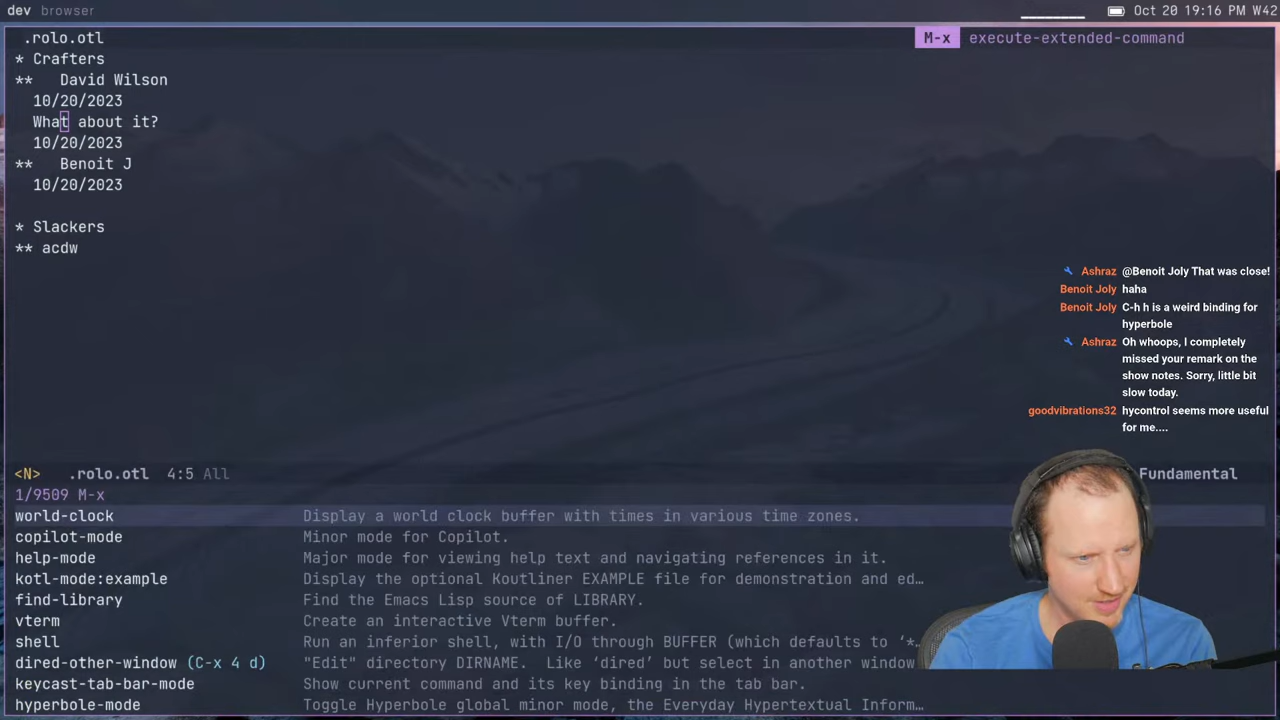 dev browser
Oct 20 19:16 PM W42
.rolo.otl
M-x execute-extended-command
* Crafters
** David Wilson
10/20/2023
What about it?
10/20/2023
** Benoit J
10/20/2023
* Slackers
** acdw
Ashraz @Benoit Joly That was close!
Benoit Joly haha
Benoit Joly C-h h is a weird binding for
hyperbole
Ashraz Oh whoops, I completely
missed your remark on the
show notes. Sorry, little bit
slow today.
goodvibrations32 hycontrol seems more useful
for me....
<N> .rolo.otl 4:5 All Fundamental
1/9509 M-x
world-clock Display a world clock buffer with times in various time zones.
copilot-mode Minor mode for Copilot.
help-mode Major mode for viewing help text and navigating references in it.
kotl-mode:example Display the optional Koutliner EXAMPLE file for demonstration and ed…
find-library Find the Emacs Lisp source of LIBRARY.
vterm Create an interactive Vterm buffer.
shell Run an inferior shell, with I/O through BUFFER (which defaults to ‘*…
dired-other-window (C-x 4 d) "Edit" directory DIRNAME. Like ‘dired’ but select in another window
keycast-tab-bar-mode Show current command and its key binding in the tab bar.
hyperbole-mode Toggle Hyperbole global minor mode, the Everyday Hypertextual Inform…